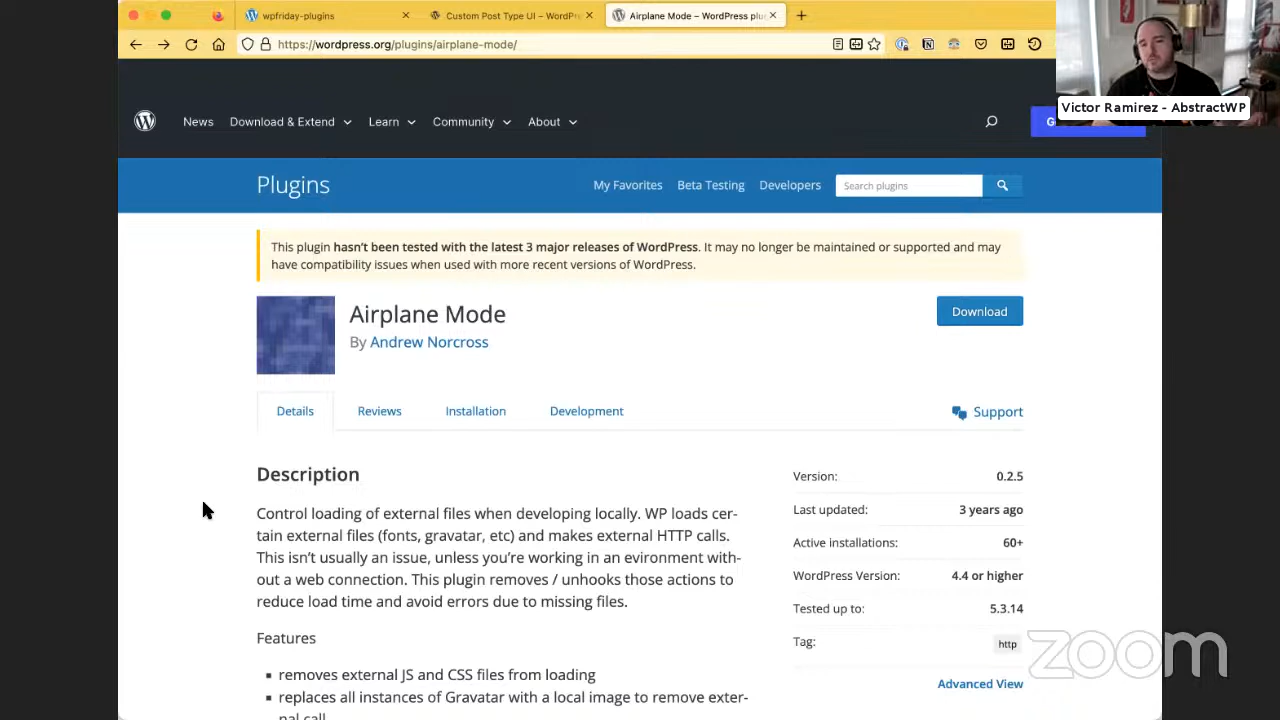 wpfriday-plugins
Custom Post Type UI – WordPr
Airplane Mode – WordPress plu
https://wordpress.org/plugins/airplane-mode/
Victor Ramirez - AbstractWP
News
Download & Extend
Learn
Community
About
G
Plugins
My Favorites
Beta Testing
Developers
Search plugins
This plugin hasn't been tested with the latest 3 major releases of WordPress. It may no longer be maintained or supported and may
have compatibility issues when used with more recent versions of WordPress.
Airplane Mode
By Andrew Norcross
Download
Details
Reviews
Installation
Development
Support
Description
Control loading of external files when developing locally. WP loads cer-
tain external files (fonts, gravatar, etc) and makes external HTTP calls.
This isn't usually an issue, unless you're working in an evironment with-
out a web connection. This plugin removes / unhooks those actions to
reduce load time and avoid errors due to missing files.
Features
removes external JS and CSS files from loading
replaces all instances of Gravatar with a local image to remove exter-
nal call
Version: 0.2.5
Last updated: 3 years ago
Active installations: 60+
WordPress Version: 4.4 or higher
Tested up to: 5.3.14
Tag: http
Advanced View
zoom